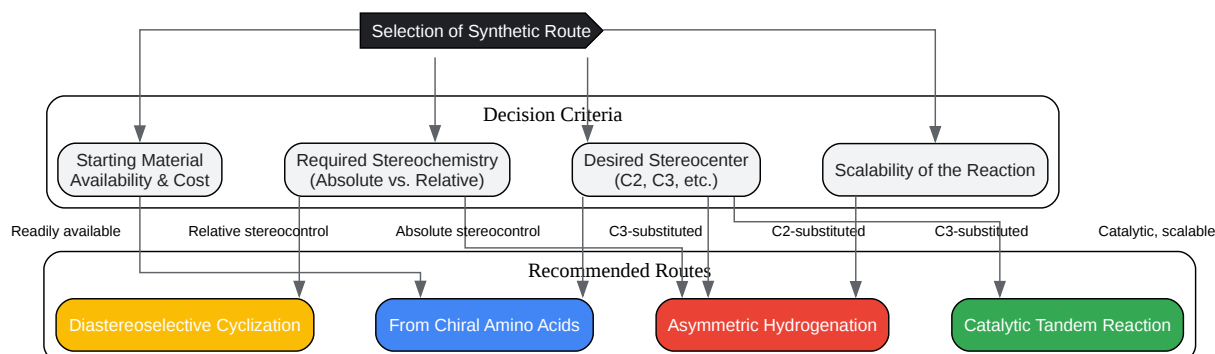 Selection of Synthetic Route
Decision Criteria
Starting Material
Availability & Cost
Required Stereochemistry
(Absolute vs. Relative)
Desired Stereocenter
(C2, C3, etc.)
Scalability of the Reaction
Readily available
Relative stereocontrol
Absolute stereocontrol
C3-substituted
C2-substituted
C3-substituted
Catalytic, scalable
Recommended Routes
Diastereoselective Cyclization
From Chiral Amino Acids
Asymmetric Hydrogenation
Catalytic Tandem Reaction